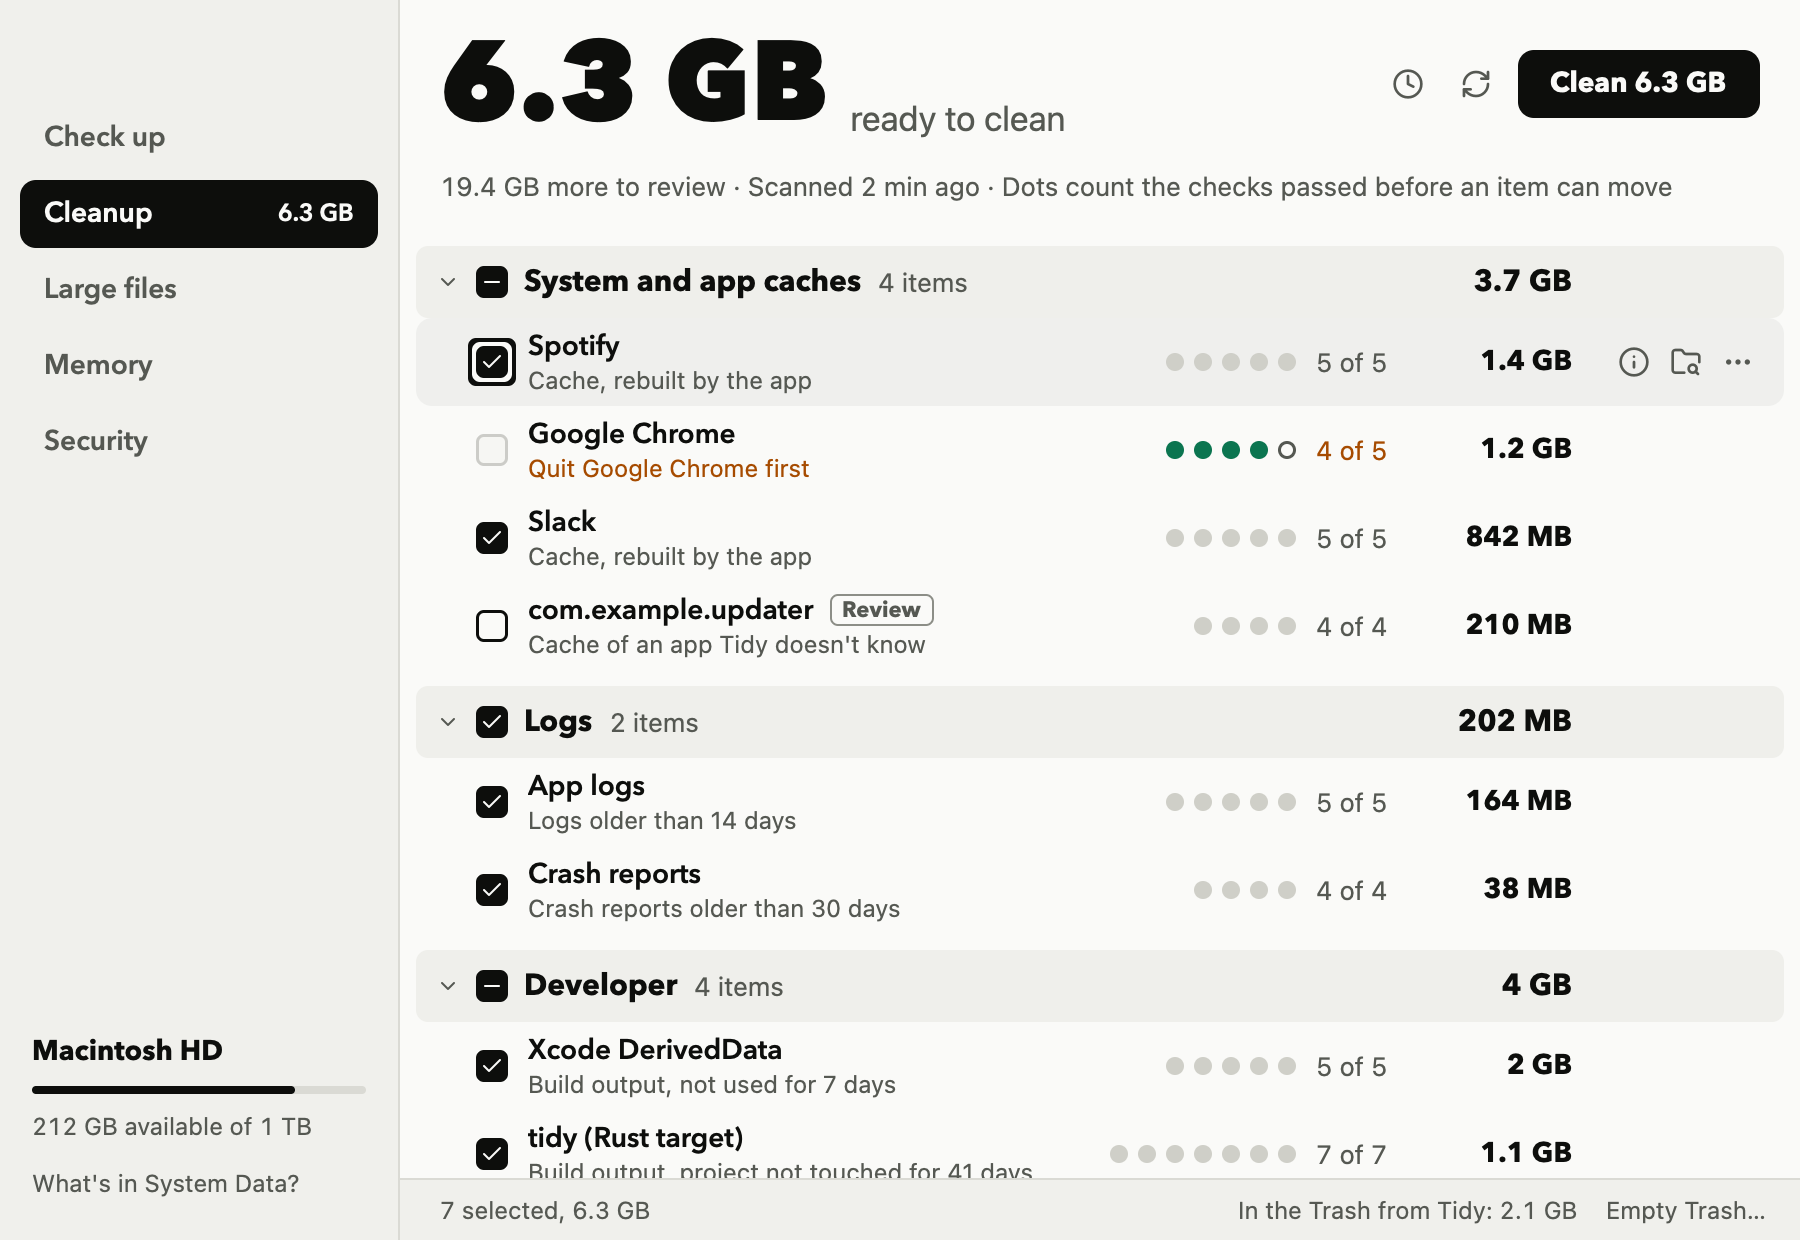 6.3 GB ready to clean
Clean 6.3 GB
19.4 GB more to review · Scanned 2 min ago · Dots count the checks passed before an item can move
Check up
Cleanup 6.3 GB
Large files
Memory
Security
Macintosh HD
212 GB available of 1 TB
What's in System Data?
System and app caches 4 items 3.7 GB
Spotify
Cache, rebuilt by the app
5 of 5 1.4 GB
Google Chrome
Quit Google Chrome first
4 of 5 1.2 GB
Slack
Cache, rebuilt by the app
5 of 5 842 MB
com.example.updater Review
Cache of an app Tidy doesn't know
4 of 4 210 MB
Logs 2 items 202 MB
App logs
Logs older than 14 days
5 of 5 164 MB
Crash reports
Crash reports older than 30 days
4 of 4 38 MB
Developer 4 items 4 GB
Xcode DerivedData
Build output, not used for 7 days
5 of 5 2 GB
tidy (Rust target)
Build output, project not touched for 41 days
7 of 7 1.1 GB
7 selected, 6.3 GB
In the Trash from Tidy: 2.1 GB Empty Trash...